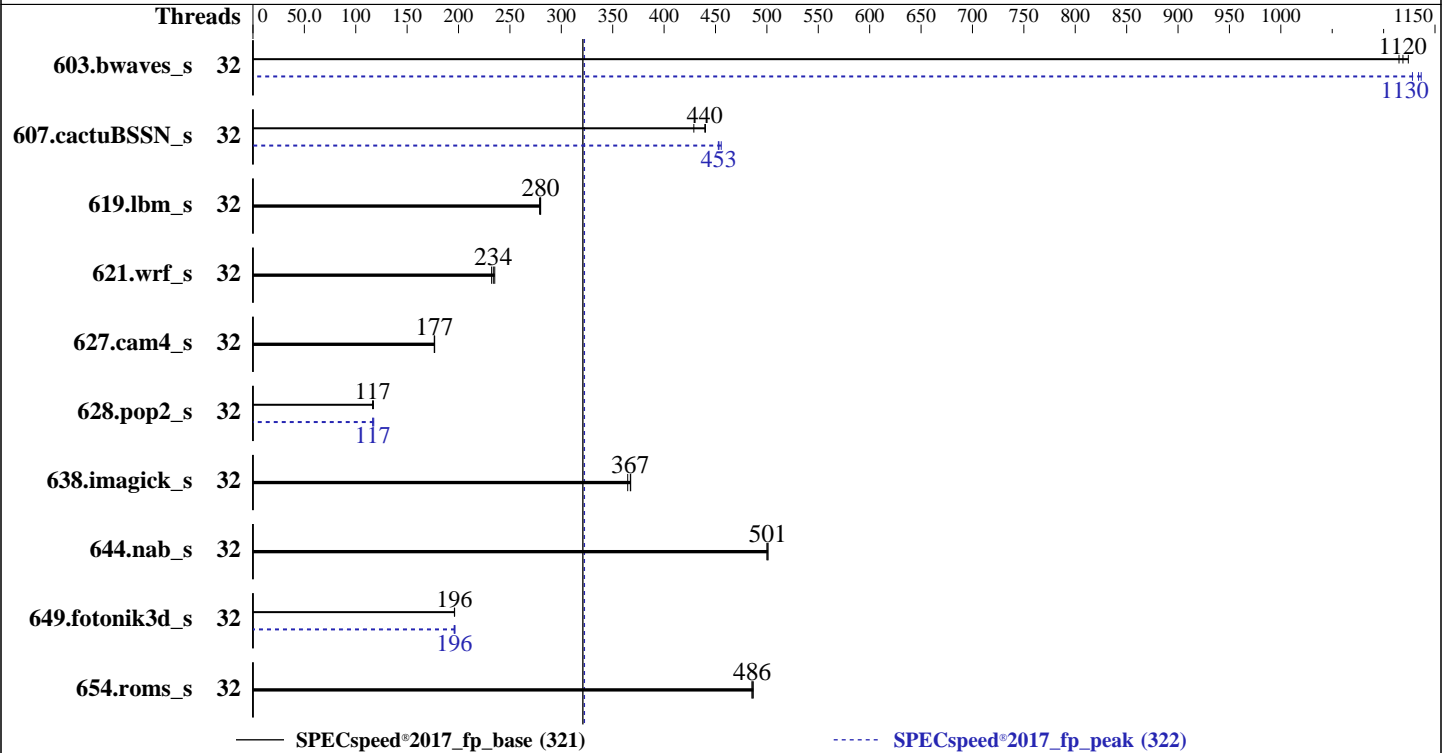 Threads 0 50.0 100 150 200 250 300 350 400 450 500 550 600 650 700 750 800 850 900 950 1000 1150
1120
603.bwaves_s 32
1130
440
607.cactuBSSN_s 32
453
280
619.lbm_s 32
234
621.wrf_s 32
177
627.cam4_s 32
117
628.pop2_s 32
117
367
638.imagick_s 32
501
644.nab_s 32
196
649.fotonik3d_s 32
196
486
654.roms_s 32
SPECspeed®2017_fp_base (321) SPECspeed®2017_fp_peak (322)